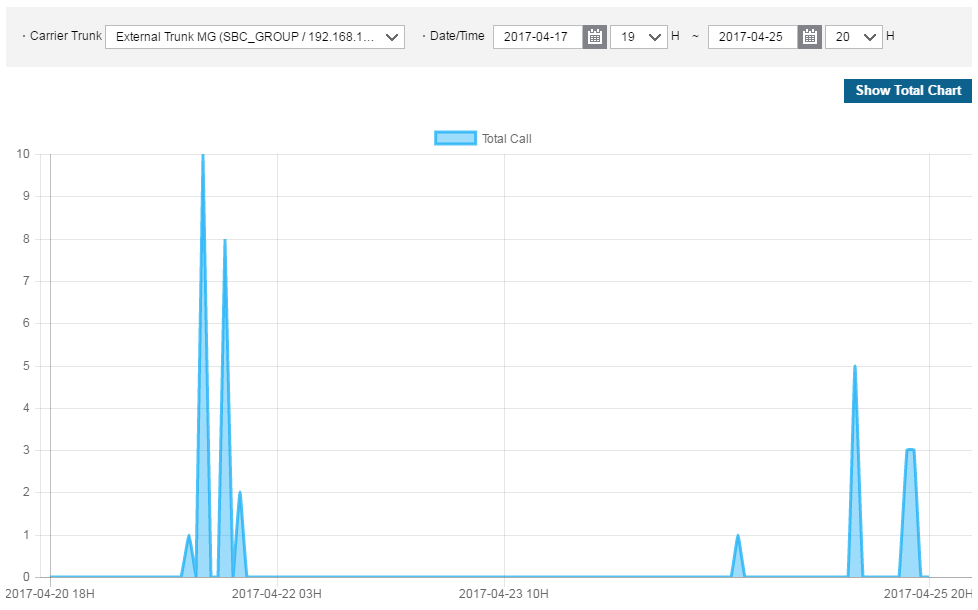 · Carrier Trunk External Trunk MG (SBC_GROUP / 192.168.1... · Date/Time 2017-04-17 19 H ~ 2017-04-25 20 H
Show Total Chart
Total Call
10
9
8
7
6
5
4
3
2
1
0
2017-04-20 18H 2017-04-22 03H 2017-04-23 10H 2017-04-25 20H